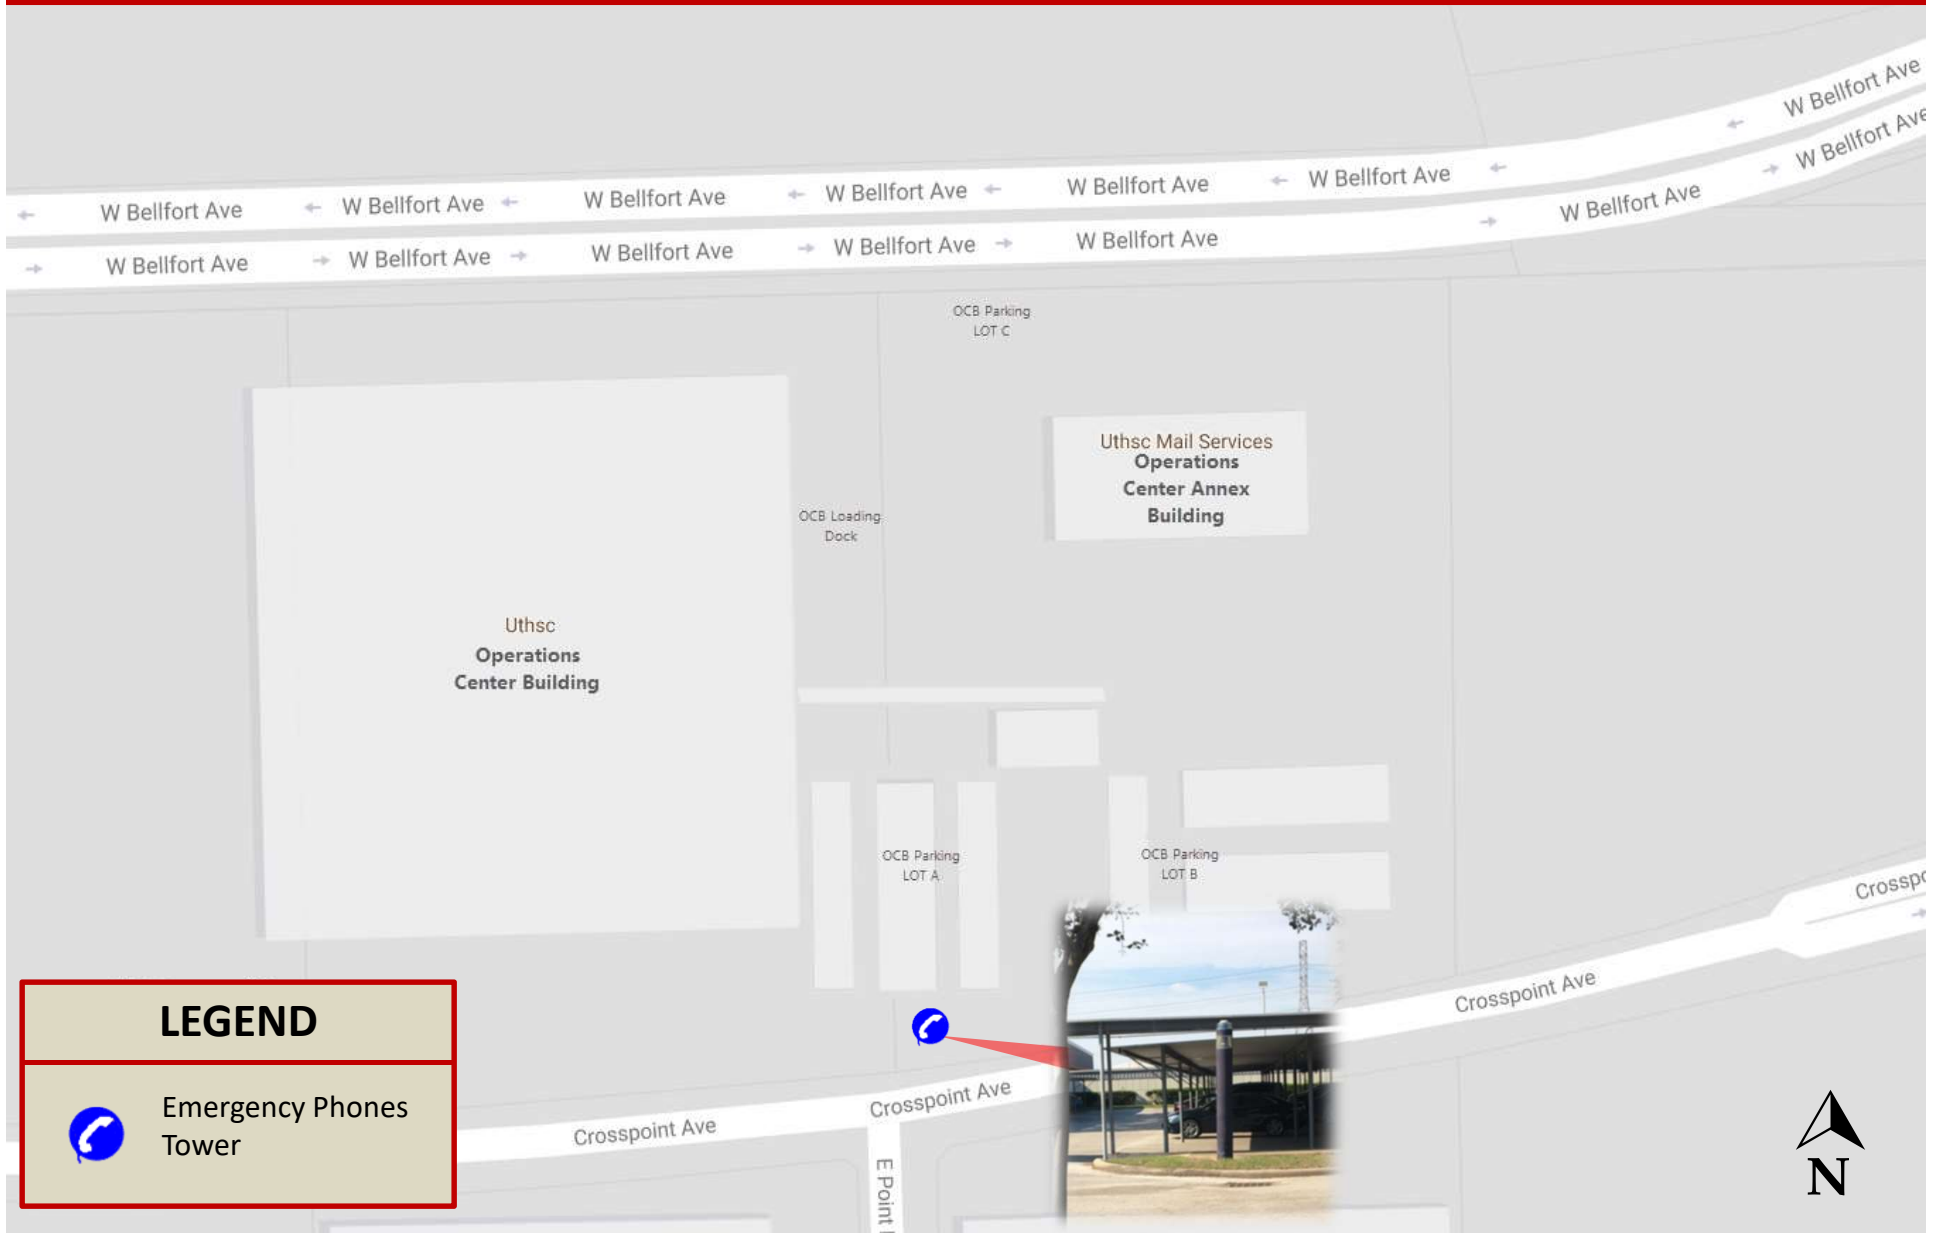 W Bellfort Ave
W Bellfort Ave
W Bellfort Ave
W Bellfort Ave
W Bellfort Ave
W Bellfort Ave
W Bellfort Ave
W Bellfort Ave
W Bellfort Ave
W Bellfort Ave
W Bellfort Ave
W Bellfort Ave
W Bellfort Ave
W Bellfort Ave
OCB Parking
LOT C
Uthsc Mail Services
Operations
Center Annex
Building
OCB Loading
Dock
Uthsc
Operations
Center Building
OCB Parking
LOT A
OCB Parking
LOT B
Crosspo
Crosspoint Ave
Crosspoint Ave
Crosspoint Ave
E Point
LEGEND
Emergency Phones
Tower
N